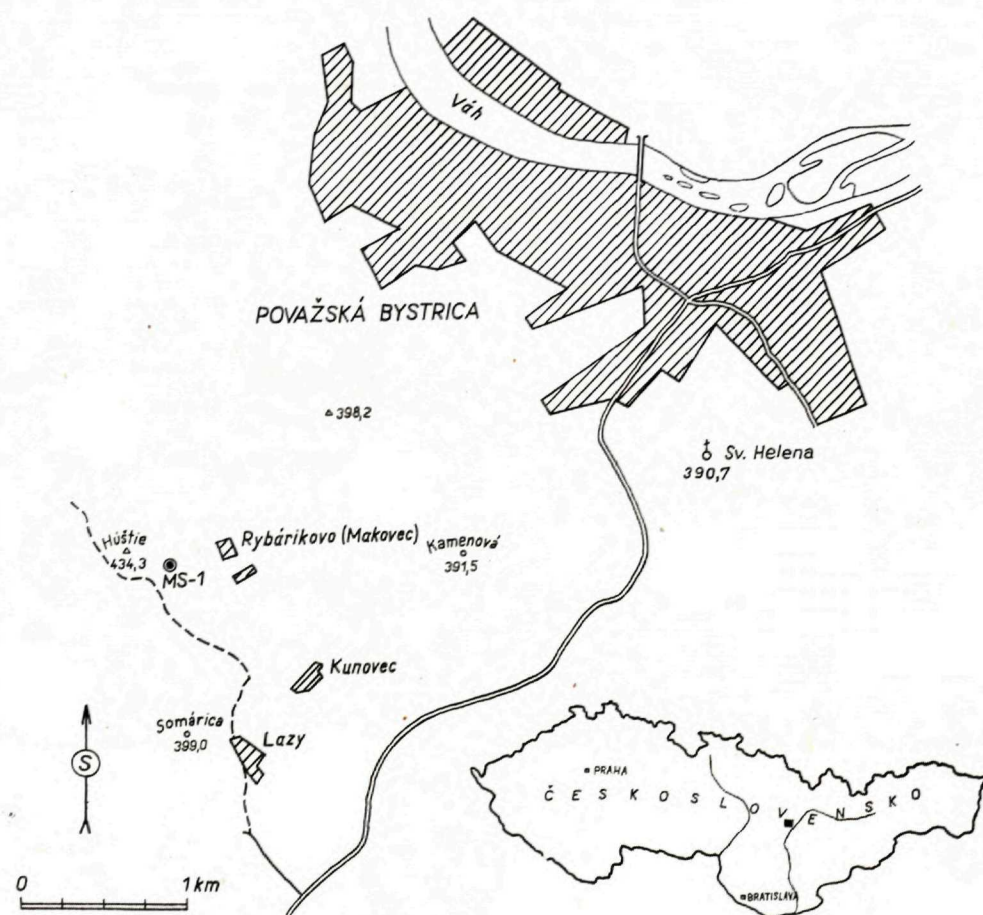 Váh
POVAŽSKÁ BYSTRICA
398,2
Sv. Helena
390,7
Húštie
434,3
MS-1
Rybárikovo (Makovec)
Kamenová
391,5
Kunovec
Somárica
399,0
Lazy
S
PRAHA
ČESKOSLOVENSKO
BRATISLAVA
0 1 km